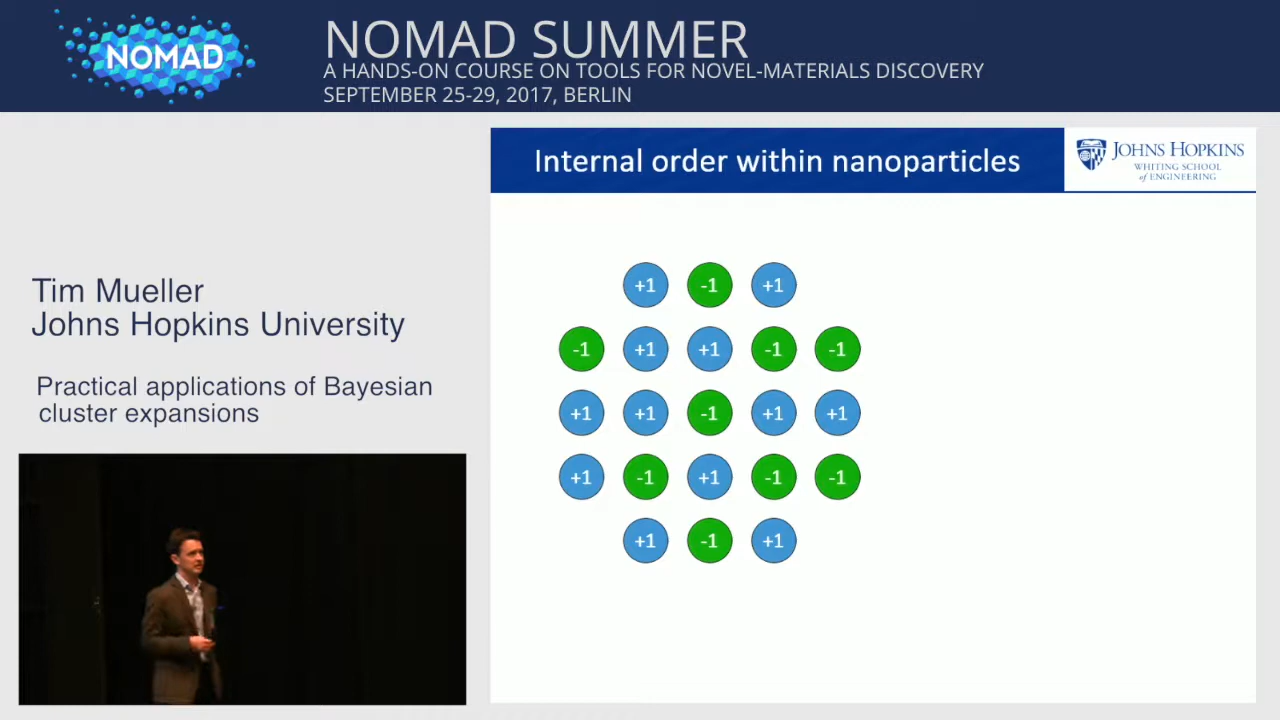 NOMAD
NOMAD SUMMER
A HANDS-ON COURSE ON TOOLS FOR NOVEL-MATERIALS DISCOVERY
SEPTEMBER 25-29, 2017, BERLIN
Tim Mueller
Johns Hopkins University
Practical applications of Bayesian
cluster expansions
Internal order within nanoparticles
JOHNS HOPKINS
WHITING SCHOOL
of ENGINEERING
+1 -1 +1
-1 +1 +1 -1 -1
+1 +1 -1 +1 +1
+1 -1 +1 -1 -1
+1 -1 +1